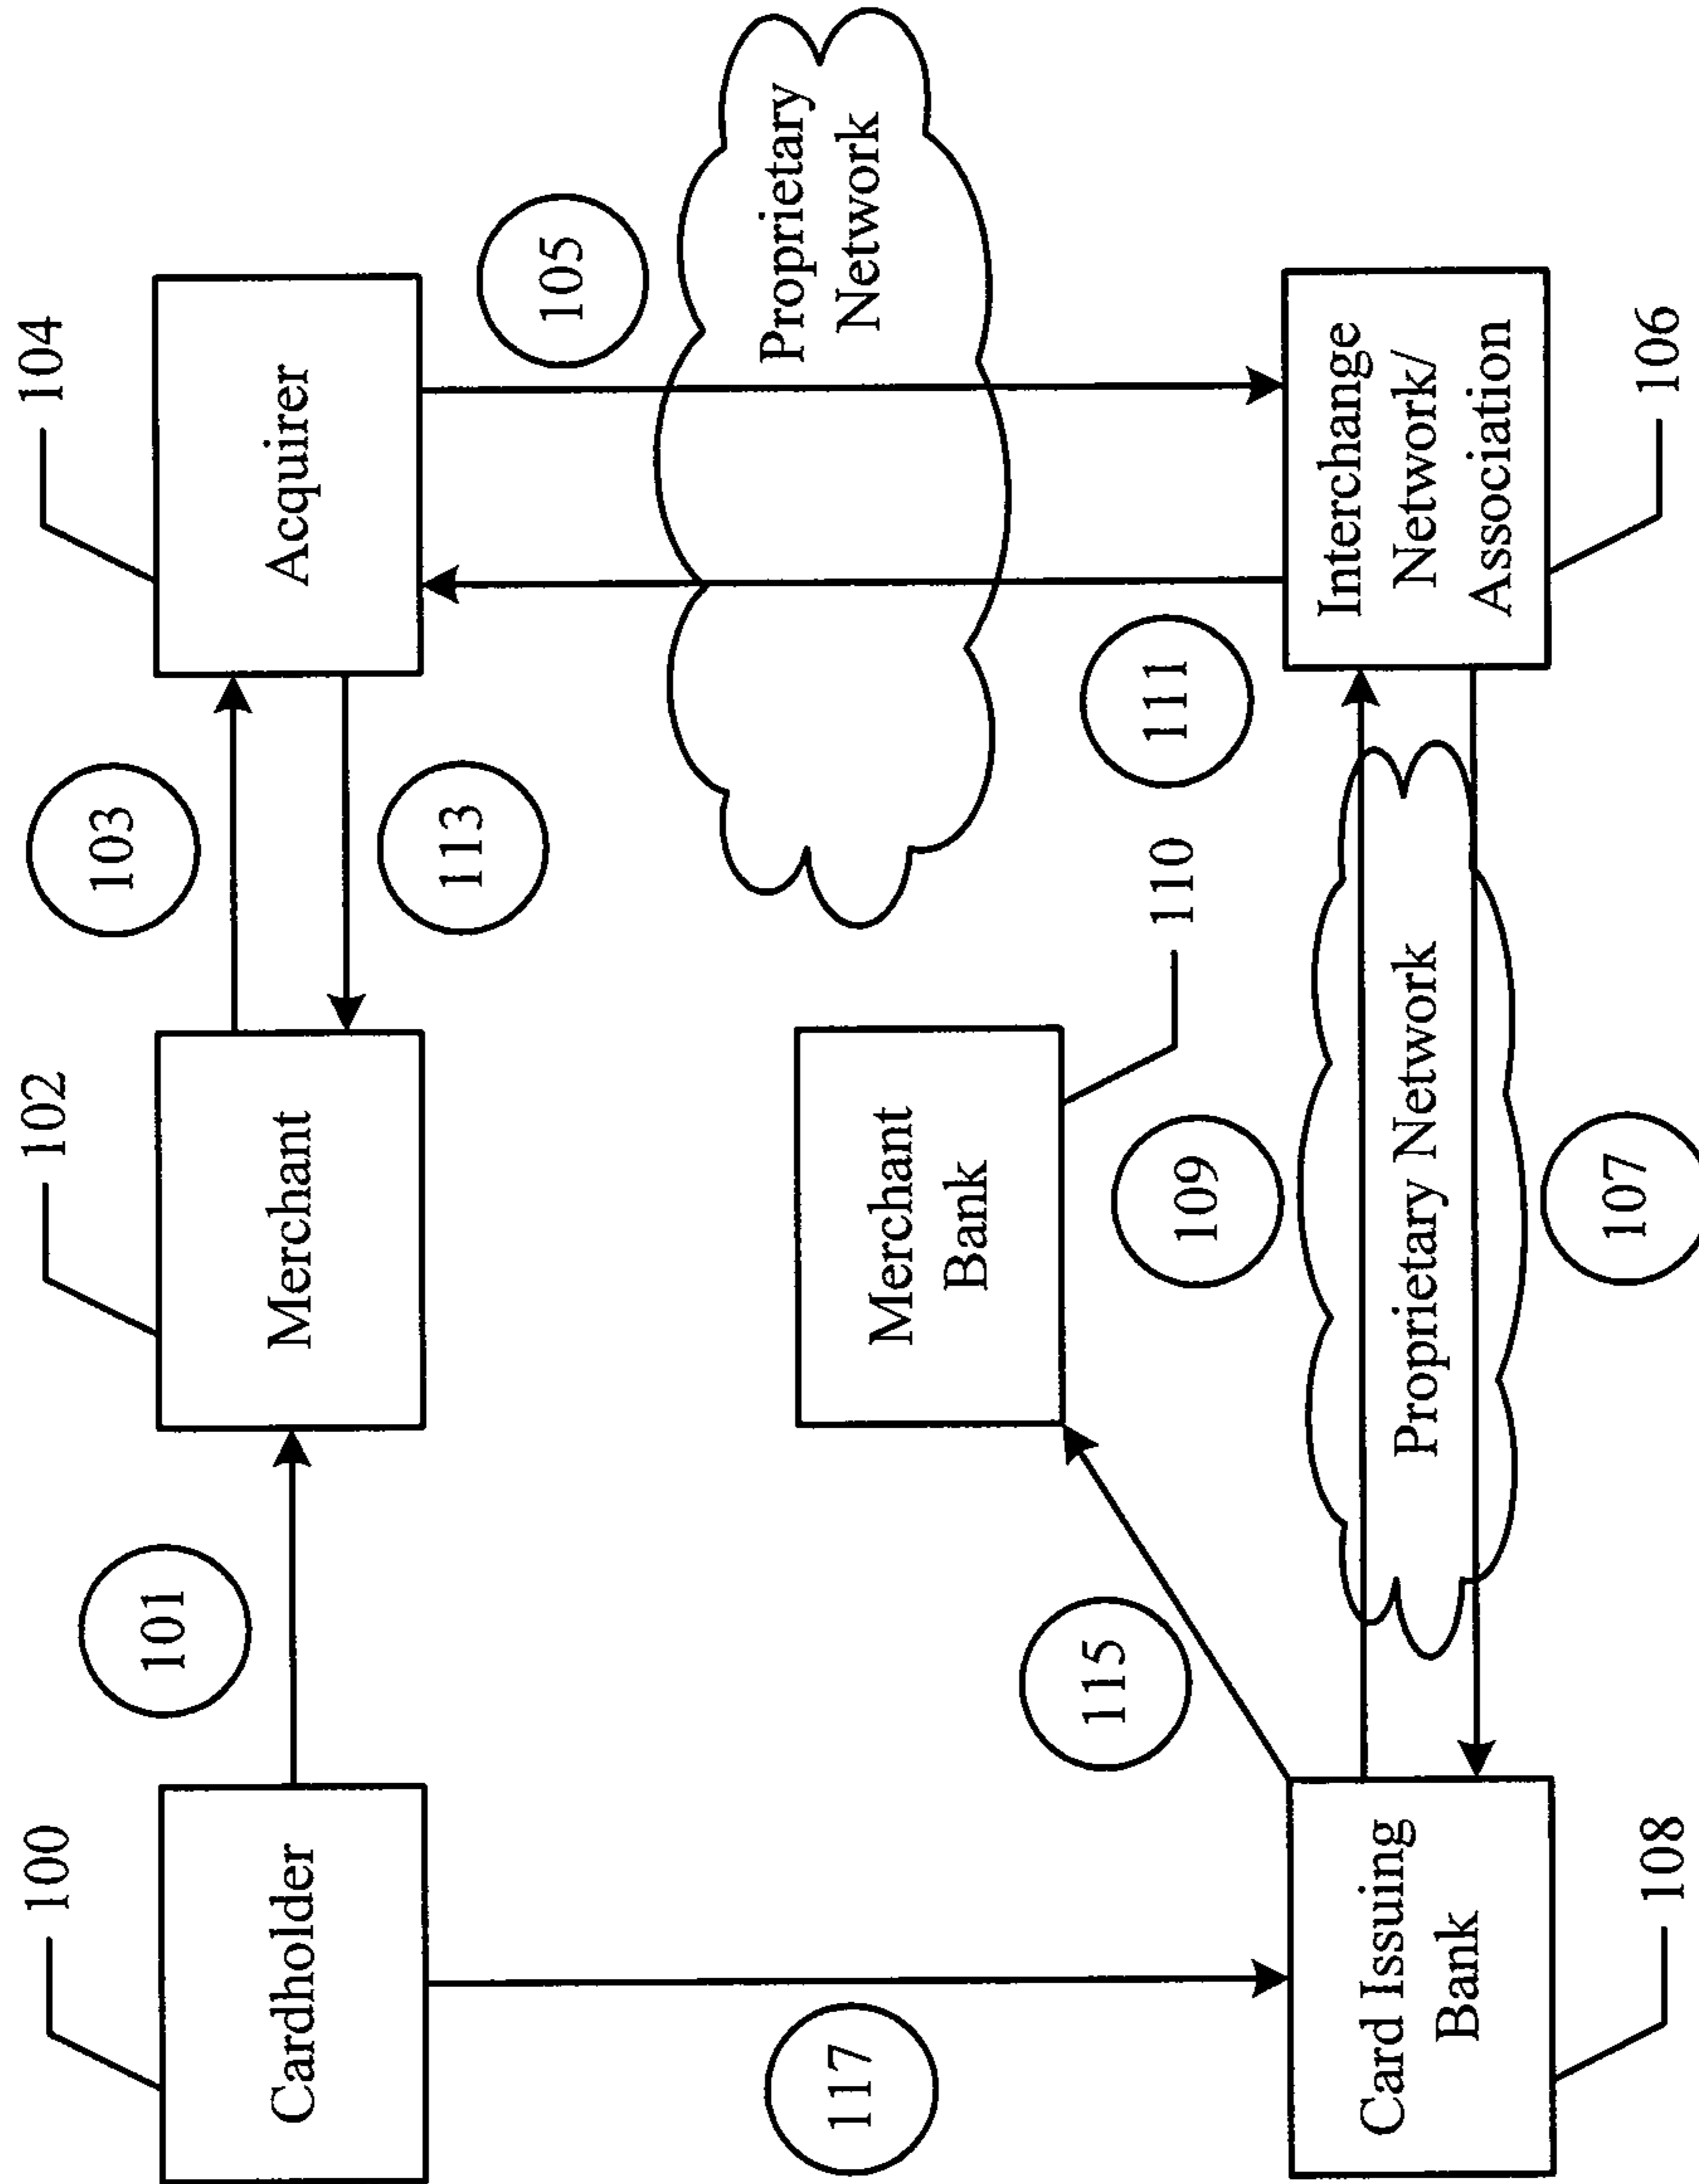 100
102
104
101
103
Cardholder
Merchant
Acquirer
113
105
117
Proprietary
Network
Merchant
Bank
115
109
110
111
Card Issuing
Bank
Proprietary Network
Interchange
Network/
Association
108
107
106